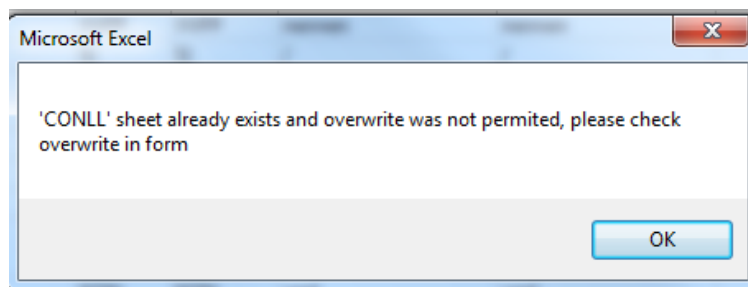 Microsoft Excel
'CONLL' sheet already exists and overwrite was not permited, please check
overwrite in form
OK